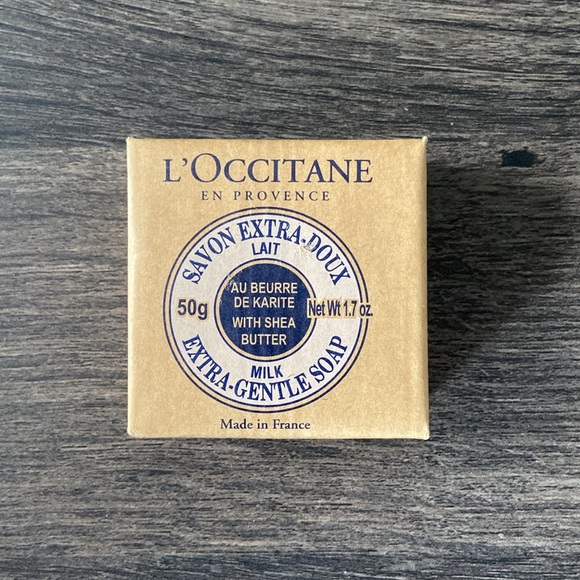 L'OCCITANE
EN PROVENCE
SAVON EXTRA-DOUX
LAIT
AU BEURRE
DE KARITE
50g
Net Wt 1.7 oz.
WITH SHEA
BUTTER
MILK
EXTRA-GENTLE SOAP
Made in France